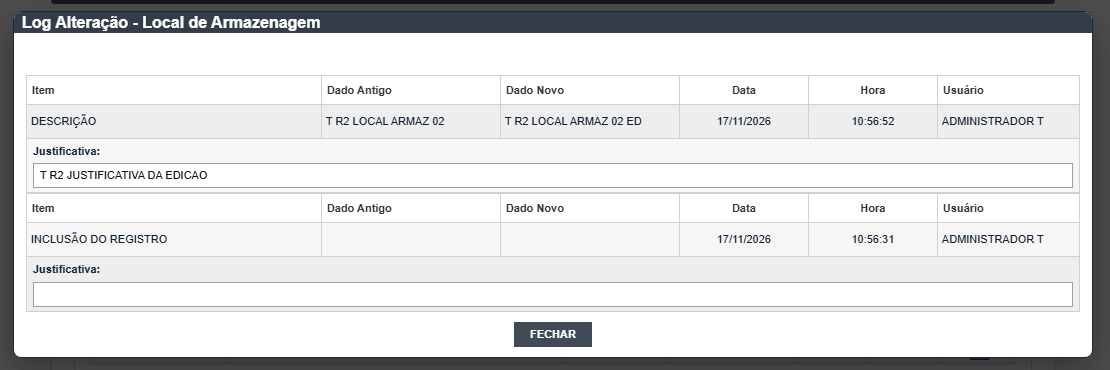 Log Alteração - Local de Armazenagem
Item Dado Antigo Dado Novo Data Hora Usuário
DESCRIÇÃO T R2 LOCAL ARMAZ 02 T R2 LOCAL ARMAZ 02 ED 17/11/2026 10:56:52 ADMINISTRADOR T
Justificativa:
T R2 JUSTIFICATIVA DA EDICAO
Item Dado Antigo Dado Novo Data Hora Usuário
INCLUSÃO DO REGISTRO 17/11/2026 10:56:31 ADMINISTRADOR T
Justificativa:
FECHAR